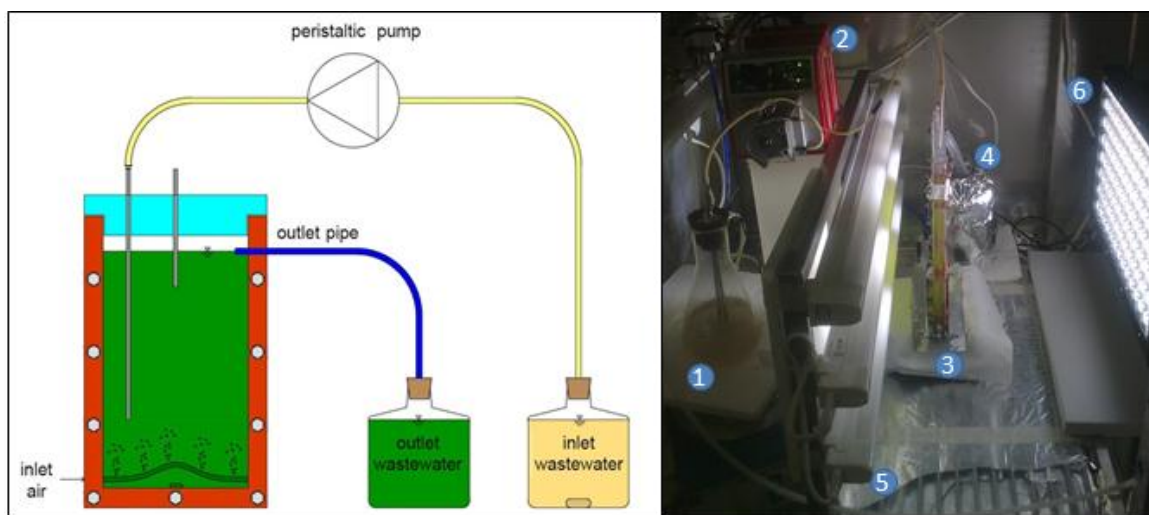 peristaltic pump
outlet pipe
outlet
wastewater
inlet
wastewater
inlet
air
2
6
4
3
1
5